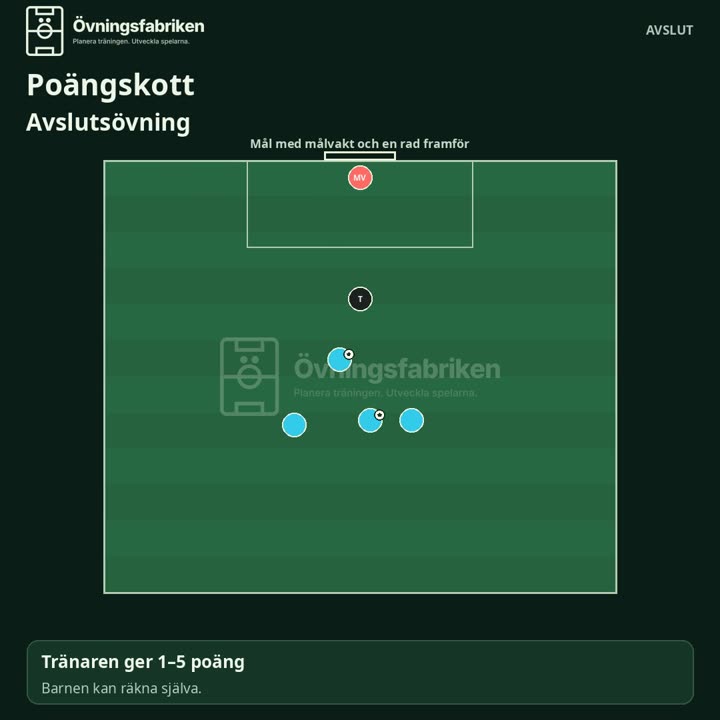 Övningsfabriken
Planera träningen. Utveckla spelarna.
AVSLUT
Poängskott
Avslutsövning
Mål med målvakt och en rad framför
MV
T
Övningsfabriken
Planera träningen. Utveckla spelarna.
Tränaren ger 1–5 poäng
Barnen kan räkna själva.